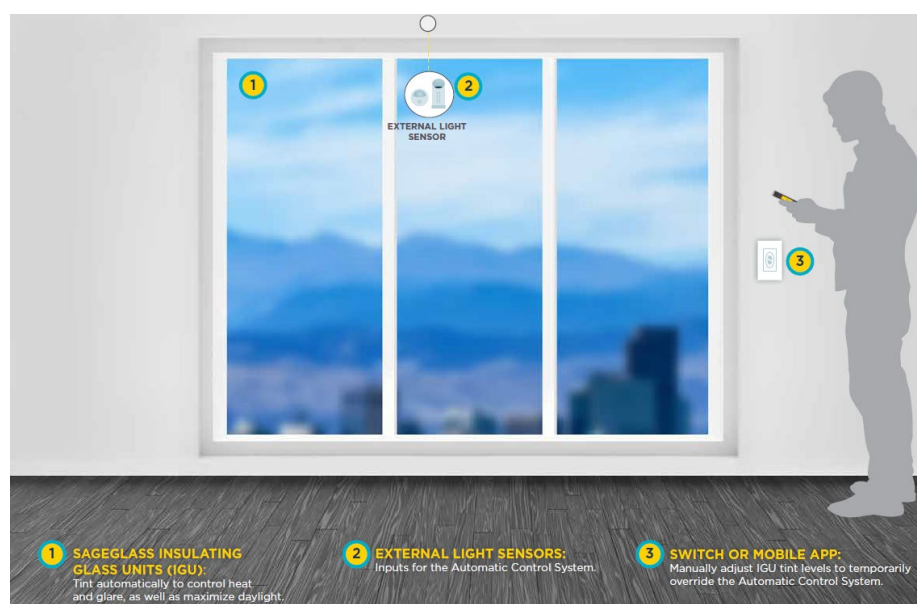 1
2
EXTERNAL LIGHT
SENSOR
3
1 SAGEGLASS INSULATING
GLASS UNITS (IGU):
Tint automatically to control heat
and glare, as well as maximize daylight.
2 EXTERNAL LIGHT SENSORS:
Inputs for the Automatic Control System.
3 SWITCH OR MOBILE APP:
Manually adjust IGU tint levels to temporarily
override the Automatic Control System.